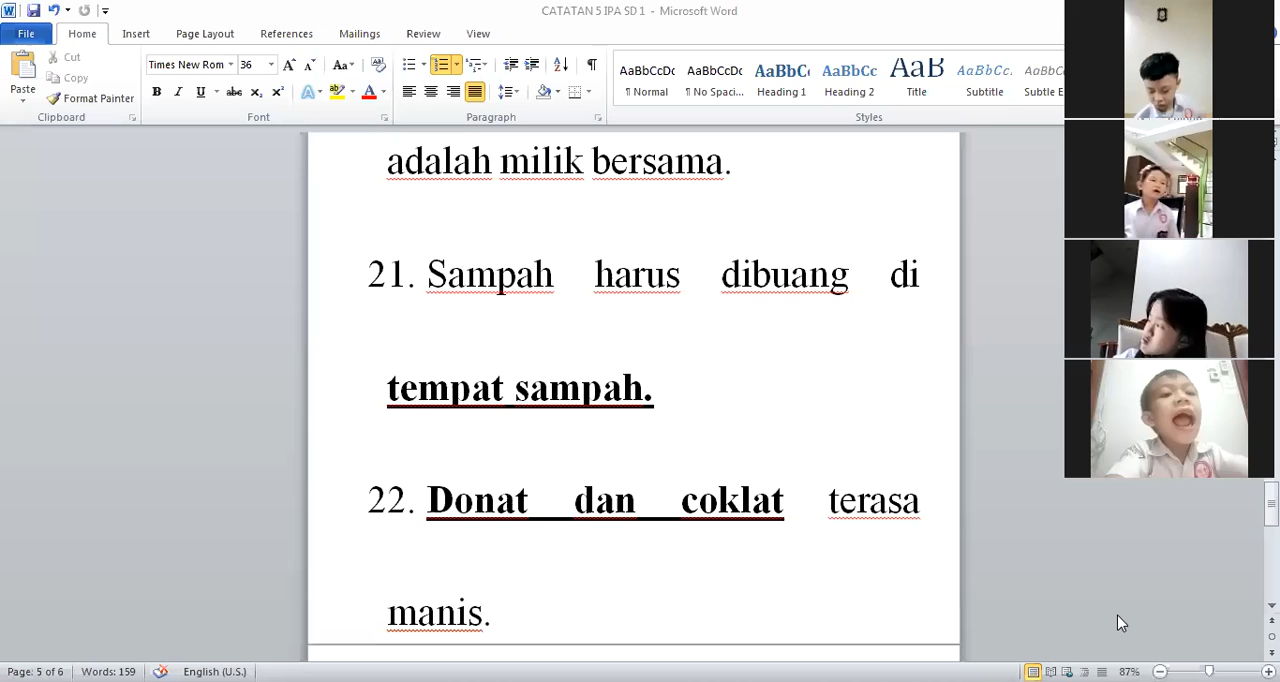 CATATAN 5 IPA SD 1 - Microsoft Word
File Home Insert Page Layout References Mailings Review View
Cut
Copy
Format Painter
Paste
Times New Rom 36
AaBbCcDc AaBbCcDc AaBbC AaBbCc AaB AaBbCc. AaBbCc
¶ Normal ¶ No Spaci... Heading 1 Heading 2 Title Subtitle Subtle E
Clipboard Font Paragraph Styles
adalah milik bersama.
21. Sampah harus dibuang di
tempat sampah.
22. Donat dan coklat terasa
manis.
Page: 5 of 6 Words: 159 English (U.S.) 87%